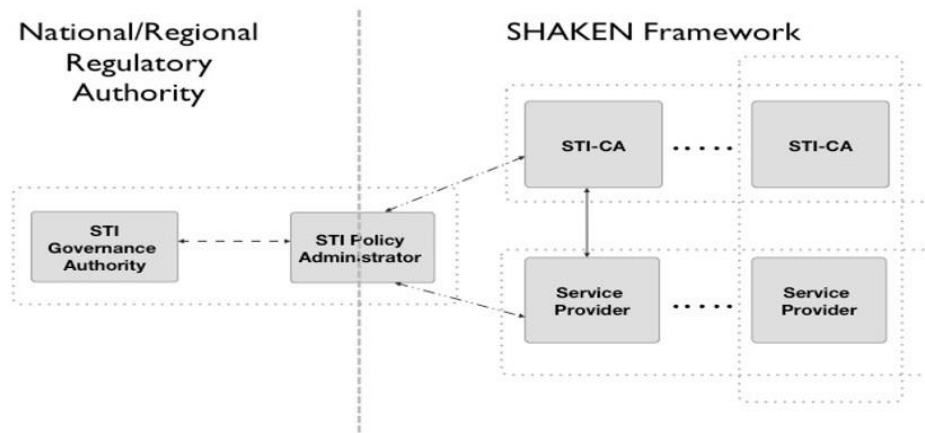 National/Regional
Regulatory
Authority
SHAKEN Framework
STI-CA
STI-CA
STI
Governance
Authority
STI Policy
Administrator
Service
Provider
Service
Provider